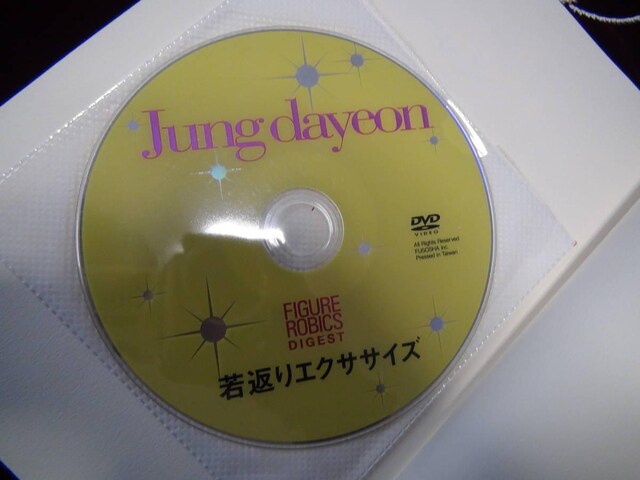 Jung dayeon
DVD
VIDEO
All Rights Reserved.
FUSOSHA Inc.
Pressed in Taiwan
FIGURE
ROBICS
DIGEST
若返りエクササイズ